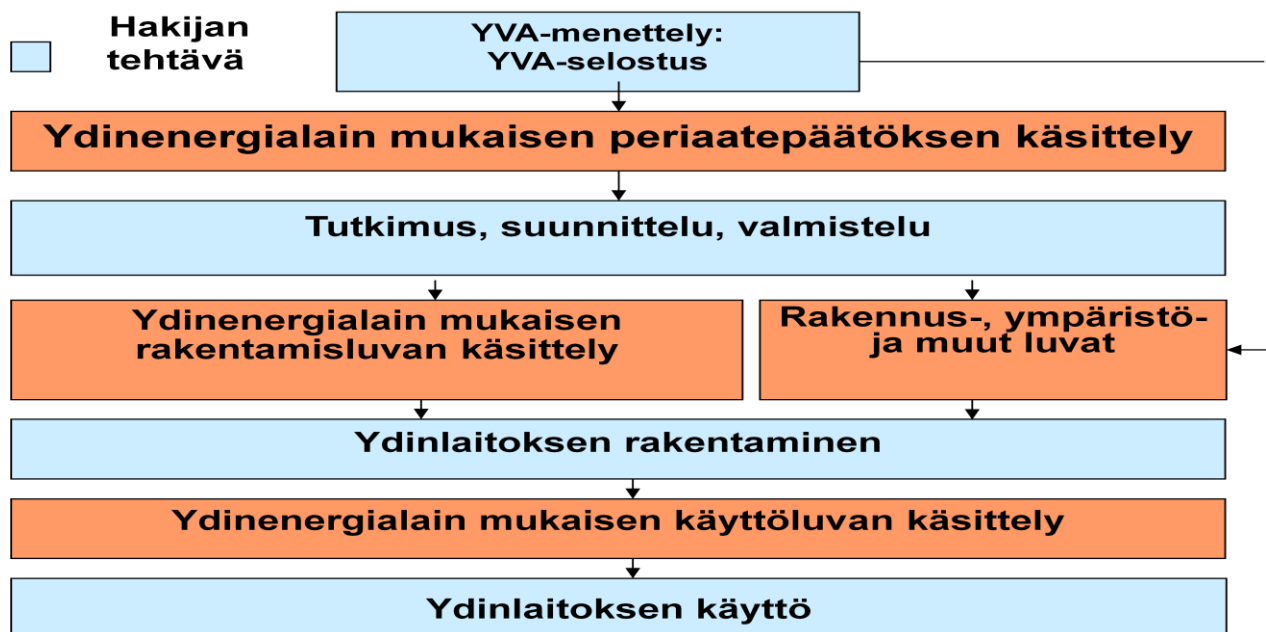 Hakijan
tehtävä
YVA-menettely:
YVA-selostus
Ydinenergialain mukaisen periaatepäätöksen käsittely
Tutkimus, suunnittelu, valmistelu
Ydinenergialain mukaisen
rakentamisluvan käsittely
Rakennus-, ympäristö-
ja muut luvat
Ydinlaitoksen rakentaminen
Ydinenergialain mukaisen käyttöluvan käsittely
Ydinlaitoksen käyttö